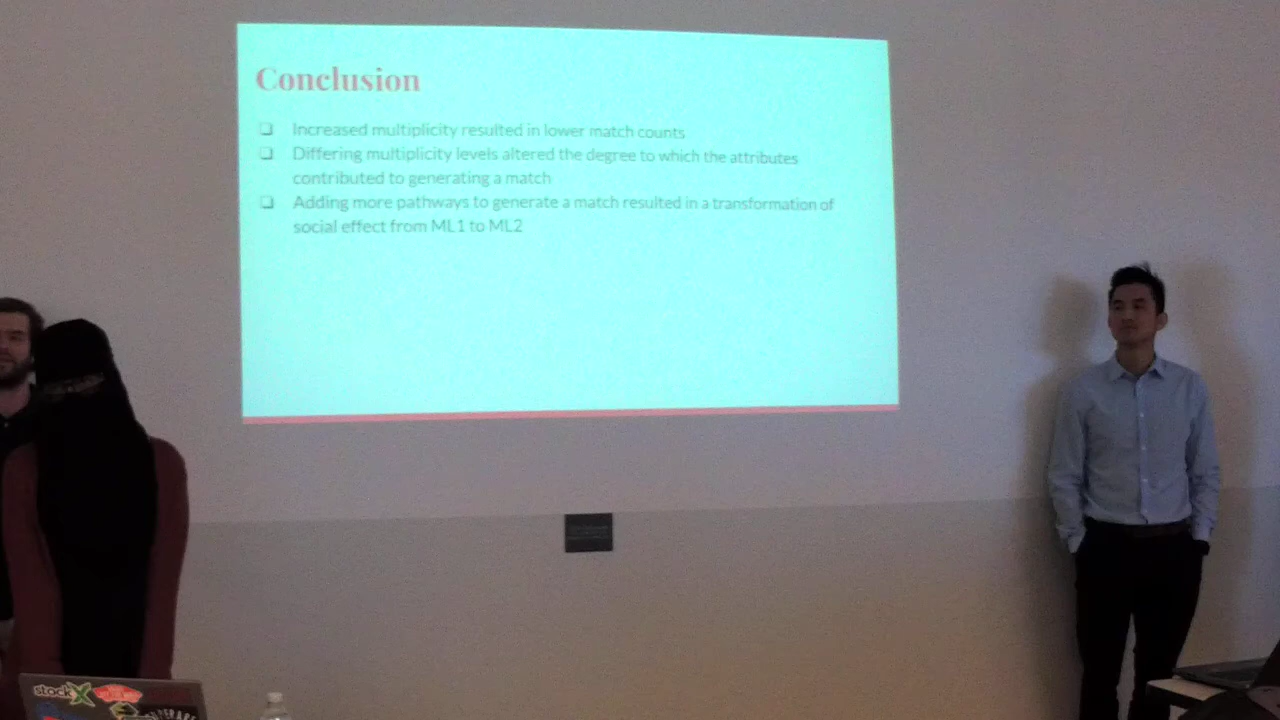 Conclusion
Increased multiplicity resulted in lower match counts
Differing multiplicity levels altered the degree to which the attributes
contributed to generating a match
Adding more pathways to generate a match resulted in a transformation of
social effect from ML1 to ML2
stockX